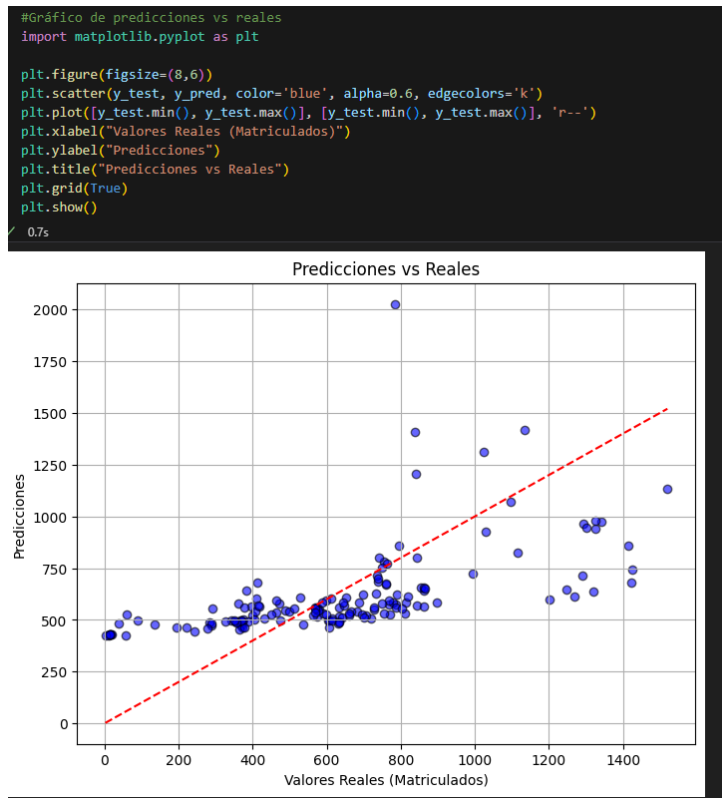 #Gráfico de predicciones vs reales
import matplotlib.pyplot as plt
plt.figure(figsize=(8,6))
plt.scatter(y_test, y_pred, color='blue', alpha=0.6, edgecolors='k')
plt.plot([y_test.min(), y_test.max()], [y_test.min(), y_test.max()], 'r--')
plt.xlabel("Valores Reales (Matriculados)")
plt.ylabel("Predicciones")
plt.title("Predicciones vs Reales")
plt.grid(True)
plt.show()
0.7s
Predicciones vs Reales
2000
1750
1500
1250
1000
750
500
250
0
Predicciones
0 200 400 600 800 1000 1200 1400
Valores Reales (Matriculados)